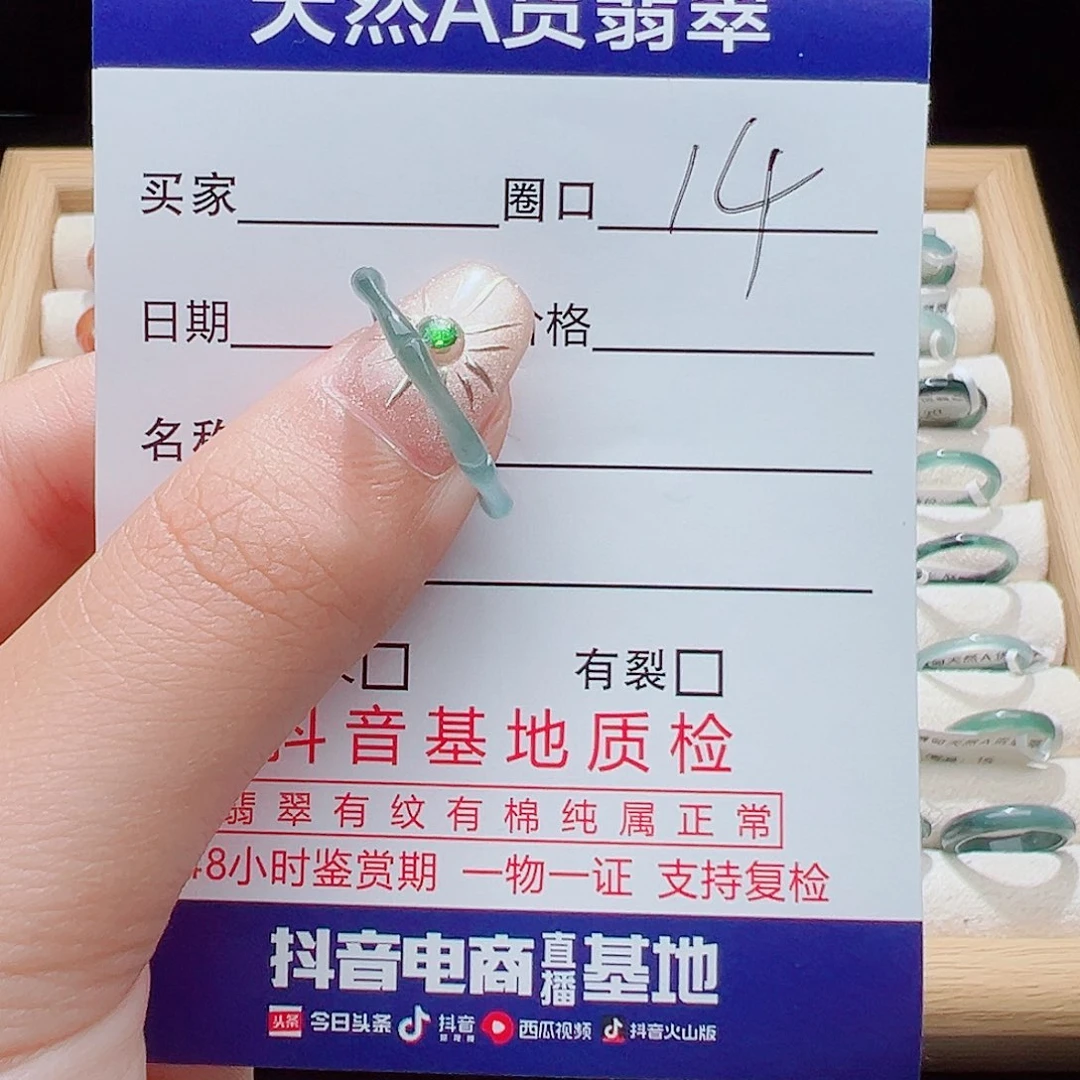 天然A货翡翠
买家 圈口 14
日期 价格
名称
有裂
抖音基地质检
翡翠有纹有棉纯属正常
48小时鉴赏期 一物一证 支持复检
抖音电商直播基地
头条 今日头条 抖音 西瓜视频 抖音火山版